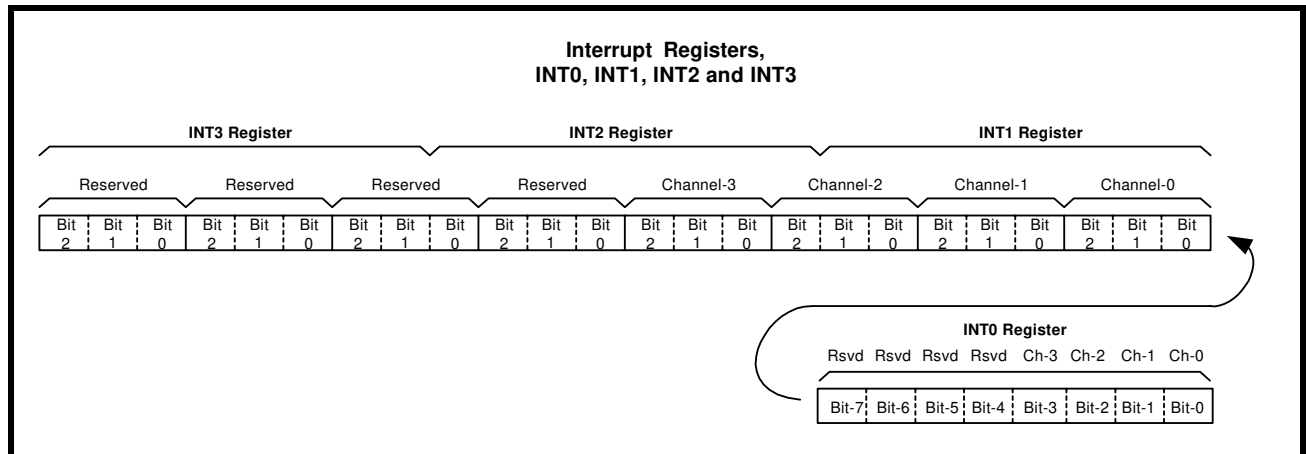 Interrupt Registers,
INT0, INT1, INT2 and INT3
INT3 Register INT2 Register INT1 Register
Reserved Reserved Reserved Reserved Channel-3 Channel-2 Channel-1 Channel-0
Bit Bit Bit Bit Bit Bit Bit Bit Bit Bit Bit Bit Bit Bit Bit Bit Bit Bit Bit Bit Bit Bit Bit Bit
2 1 0 2 1 0 2 1 0 2 1 0 2 1 0 2 1 0 2 1 0 2 1 0
INT0 Register
Rsvd Rsvd Rsvd Rsvd Ch-3 Ch-2 Ch-1 Ch-0
Bit-7 Bit-6 Bit-5 Bit-4 Bit-3 Bit-2 Bit-1 Bit-0